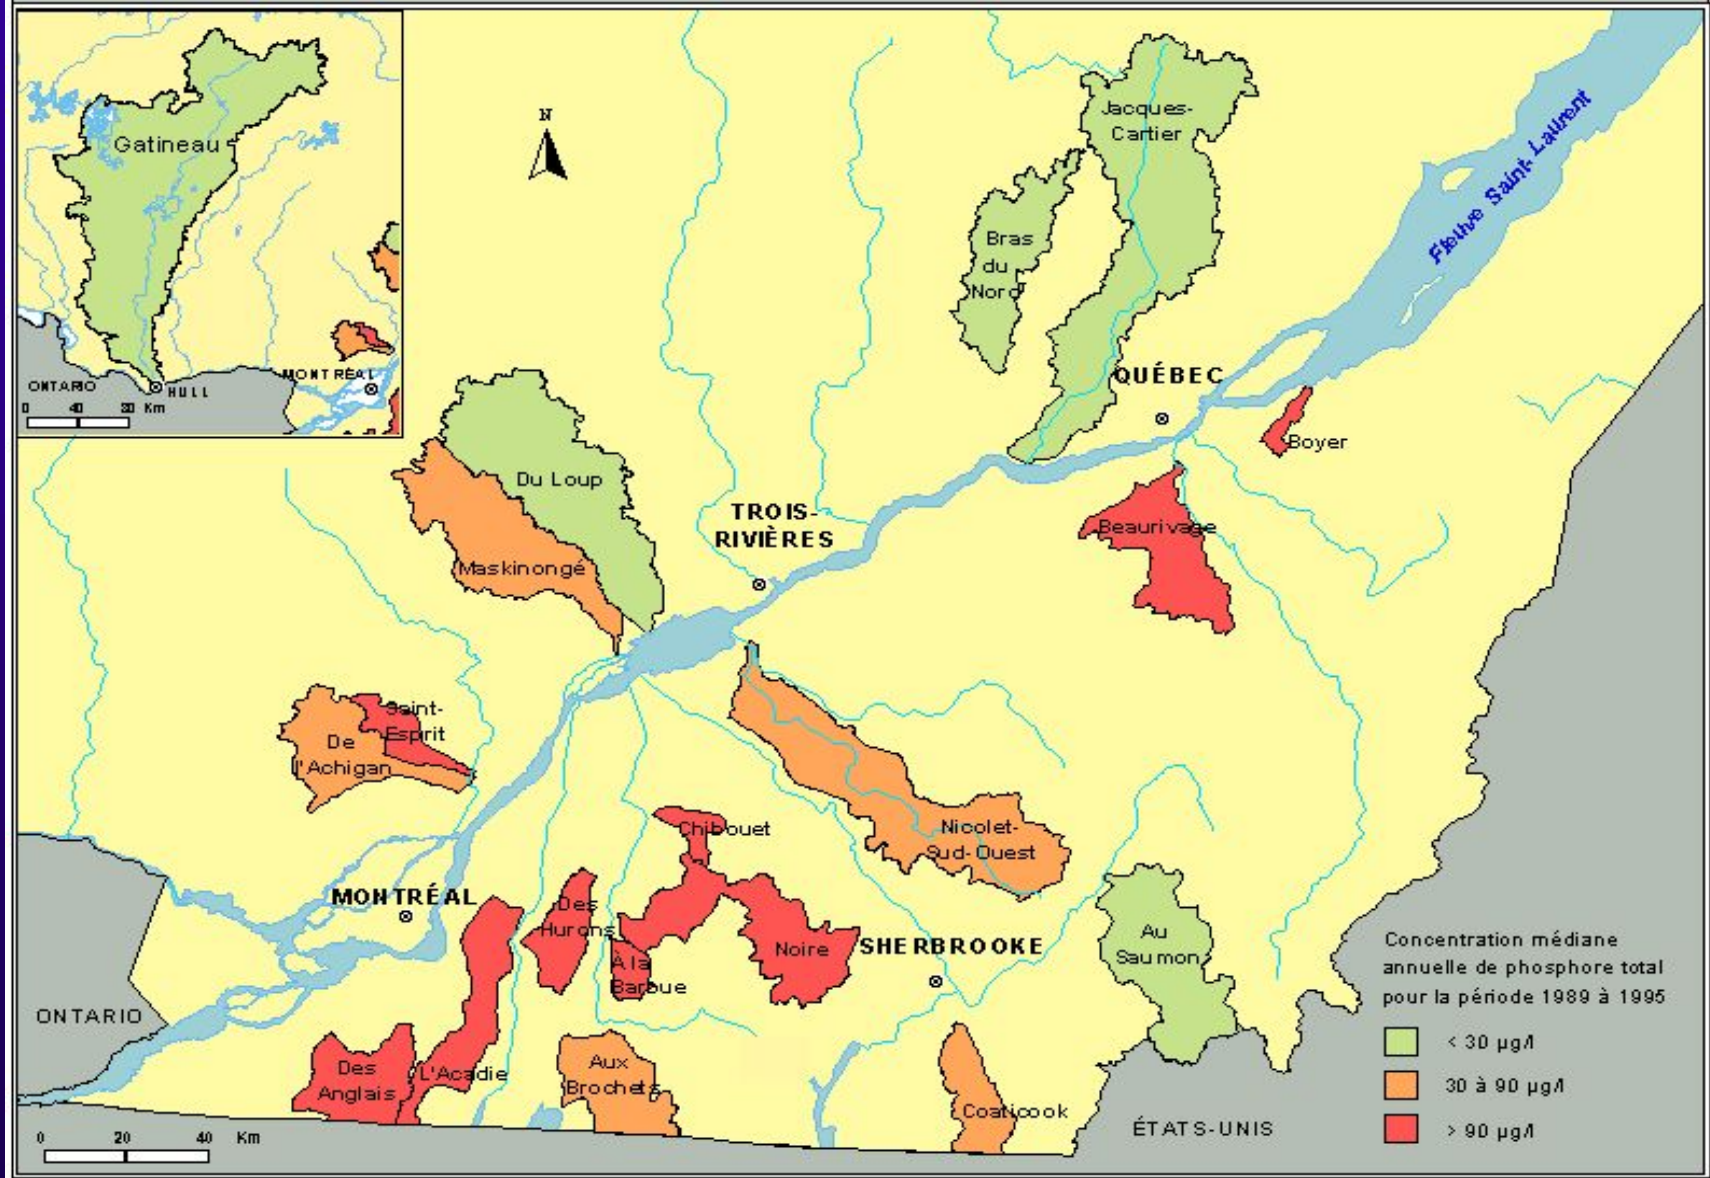 Gatineau
ONTARIO
HULL
MONTRÉAL
0 40 80 Km
N
Jacques-
Cartier
Bras
du
Nord
Fleuve Saint-Laurent
QUÉBEC
Boyer
Beaurivage
Du Loup
Maskinongé
TROIS-
RIVIÈRES
Saint-
Esprit
De
l'Achigan
Nicolet-
Sud-Ouest
Chibouet
MONTRÉAL
Des
Hurons
À la
Barbue
Noire
SHERBROOKE
Au
Saumon
ONTARIO
Des
Anglais
L'Acadie
Aux
Brochets
Coaticook
ÉTATS-UNIS
0 20 40 Km
Concentration médiane
annuelle de phosphore total
pour la période 1989 à 1995
< 30 µg/l
30 à 90 µg/l
> 90 µg/l